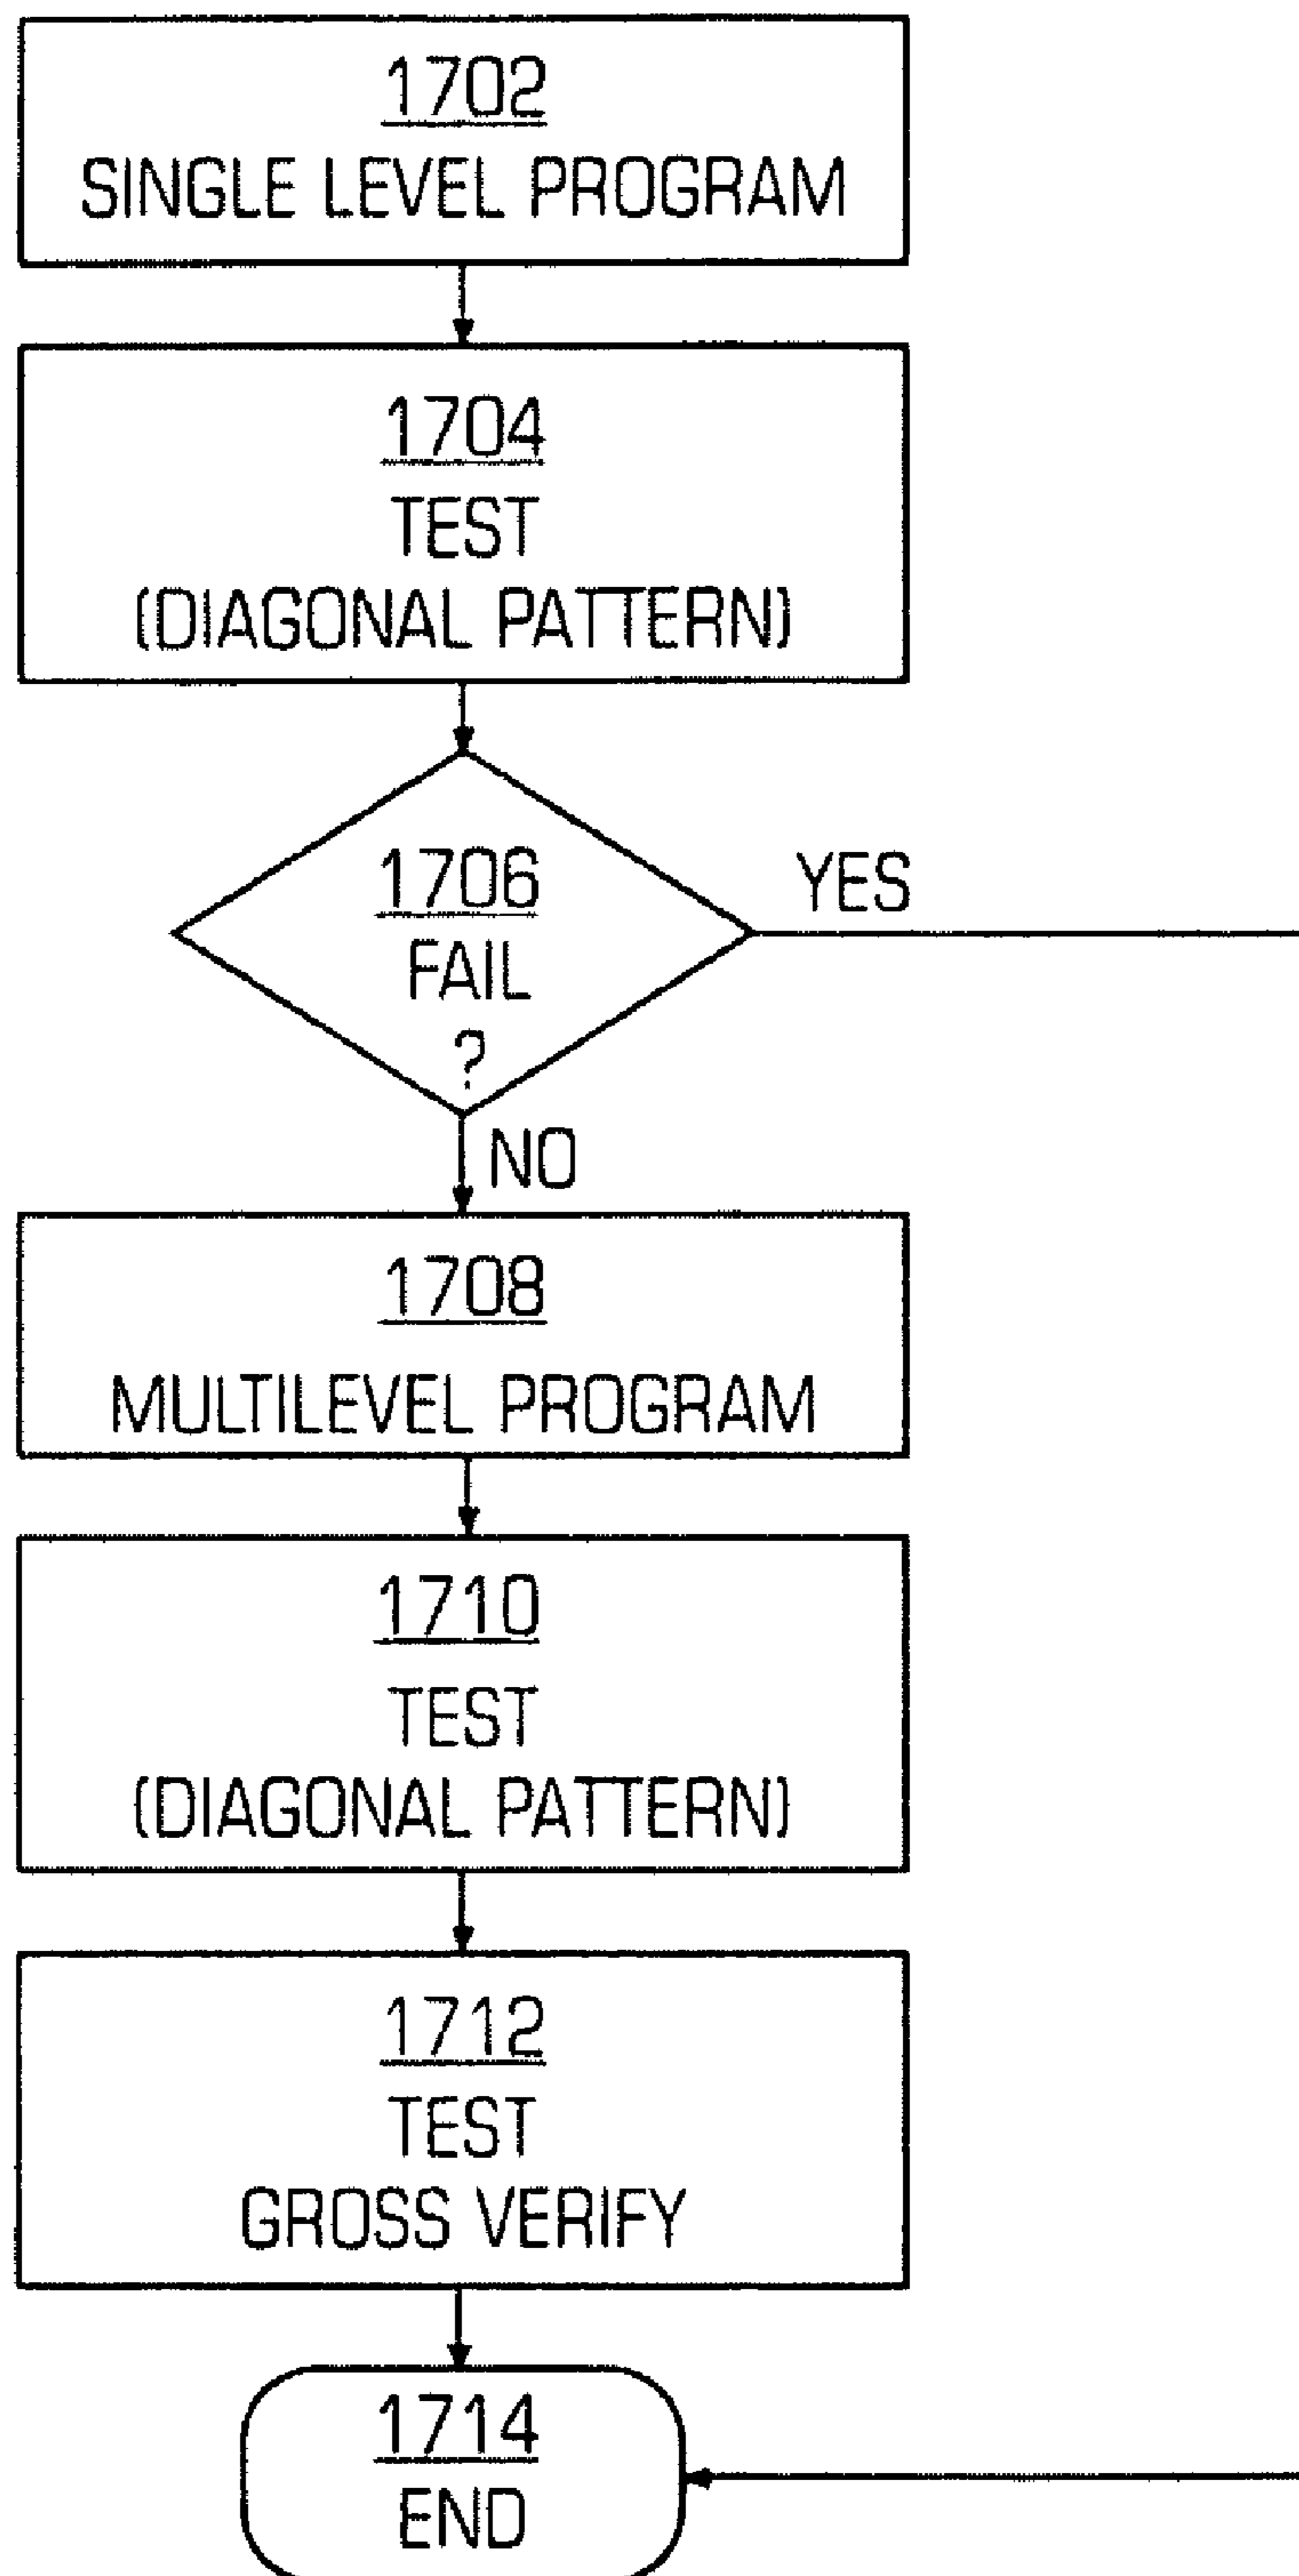 1702
SINGLE LEVEL PROGRAM
1704
TEST
(DIAGONAL PATTERN)
1706
FAIL
?
YES
NO
1708
MULTILEVEL PROGRAM
1710
TEST
(DIAGONAL PATTERN)
1712
TEST
GROSS VERIFY
1714
END